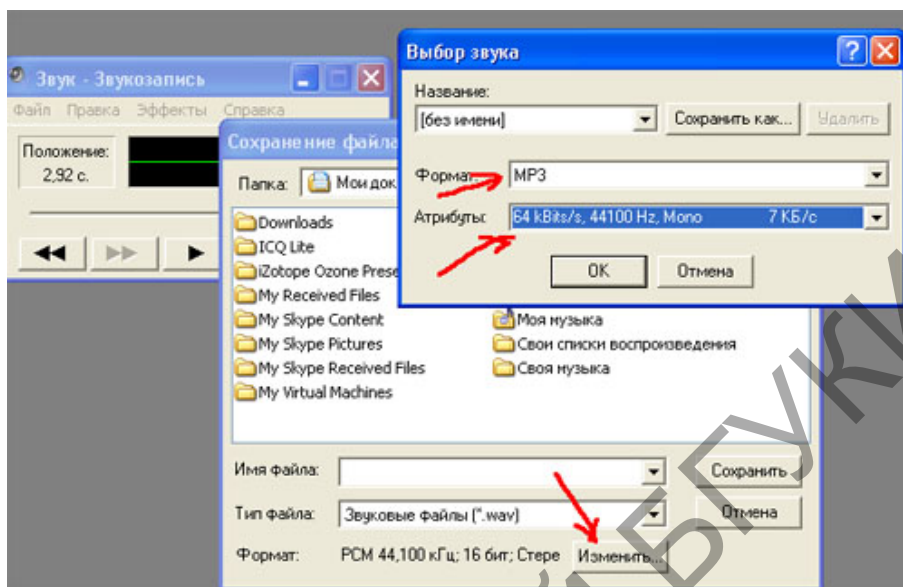 Звук - Звукозапись
Файл Правка Эффекты Справка
Положение:
2,92 с.
Сохранение файла
Папка: Мои док
Downloads
ICQ Lite
iZotope Ozone Prese
My Received Files
My Skype Content
My Skype Pictures
My Skype Received Files
My Virtual Machines
Моя музыка
Свои списки воспроизведения
Своя музыка
Имя файла:
Сохранить
Тип файла: Звуковые файлы (*.wav)
Отмена
Формат: PCM 44,100 кГц; 16 бит; Стере Изменить...
Выбор звука
Название:
[без имени] Сохранить как... Удалить
Формат: MP3
Атрибуты: 64 kBits/s, 44100 Hz, Mono 7 КБ/с
OK Отмена
БГУКИ